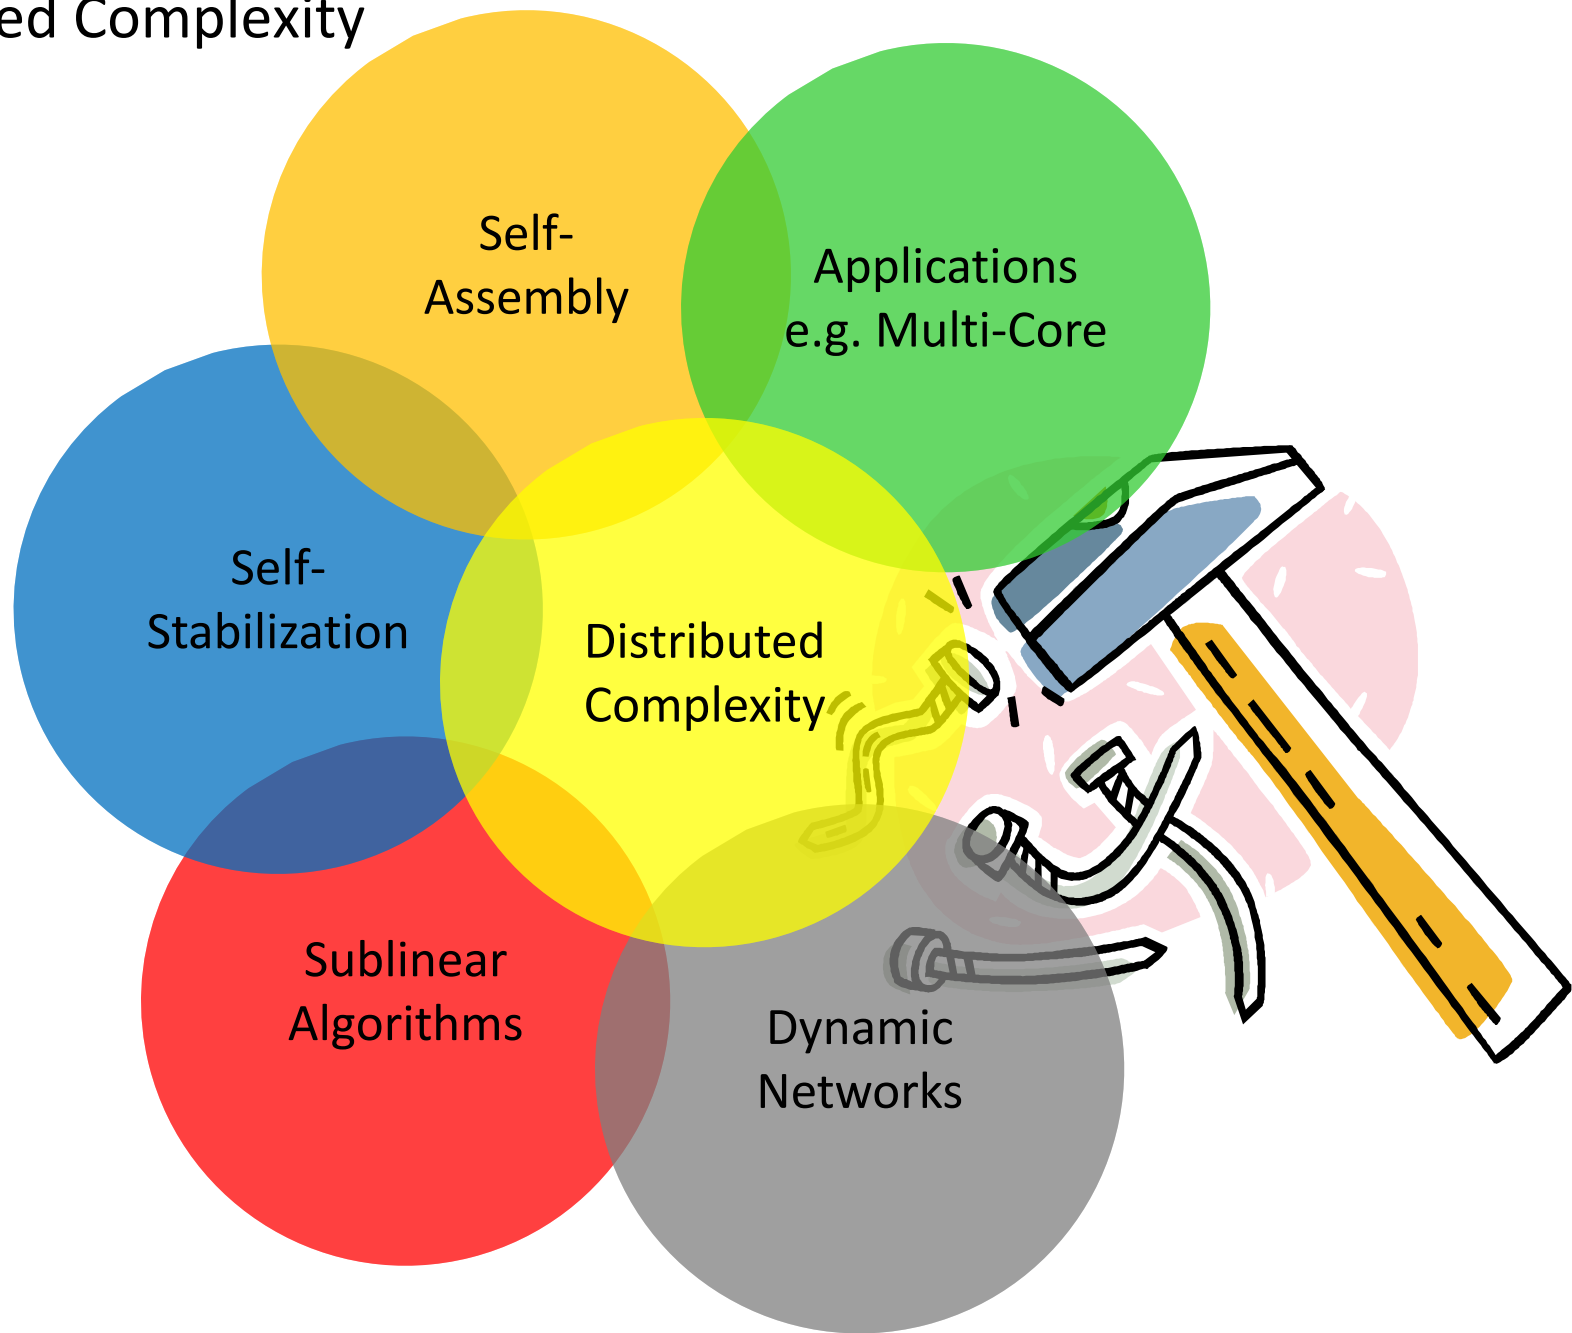 ed Complexity
Self-
Assembly
Applications
e.g. Multi-Core
Self-
Stabilization
Distributed
Complexity
Sublinear
Algorithms
Dynamic
Networks